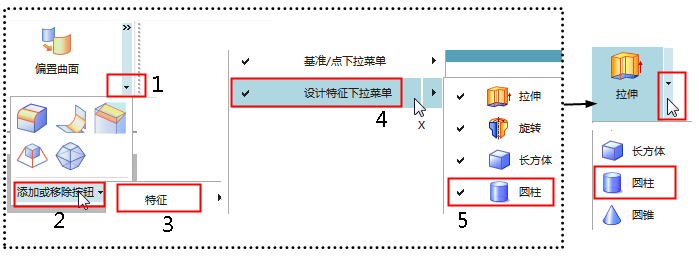 偏置曲面
1
添加或移除按钮
2
特征
3
基准/点下拉菜单
设计特征下拉菜单
4
X
拉伸
旋转
长方体
圆柱
5
拉伸
长方体
圆柱
圆锥